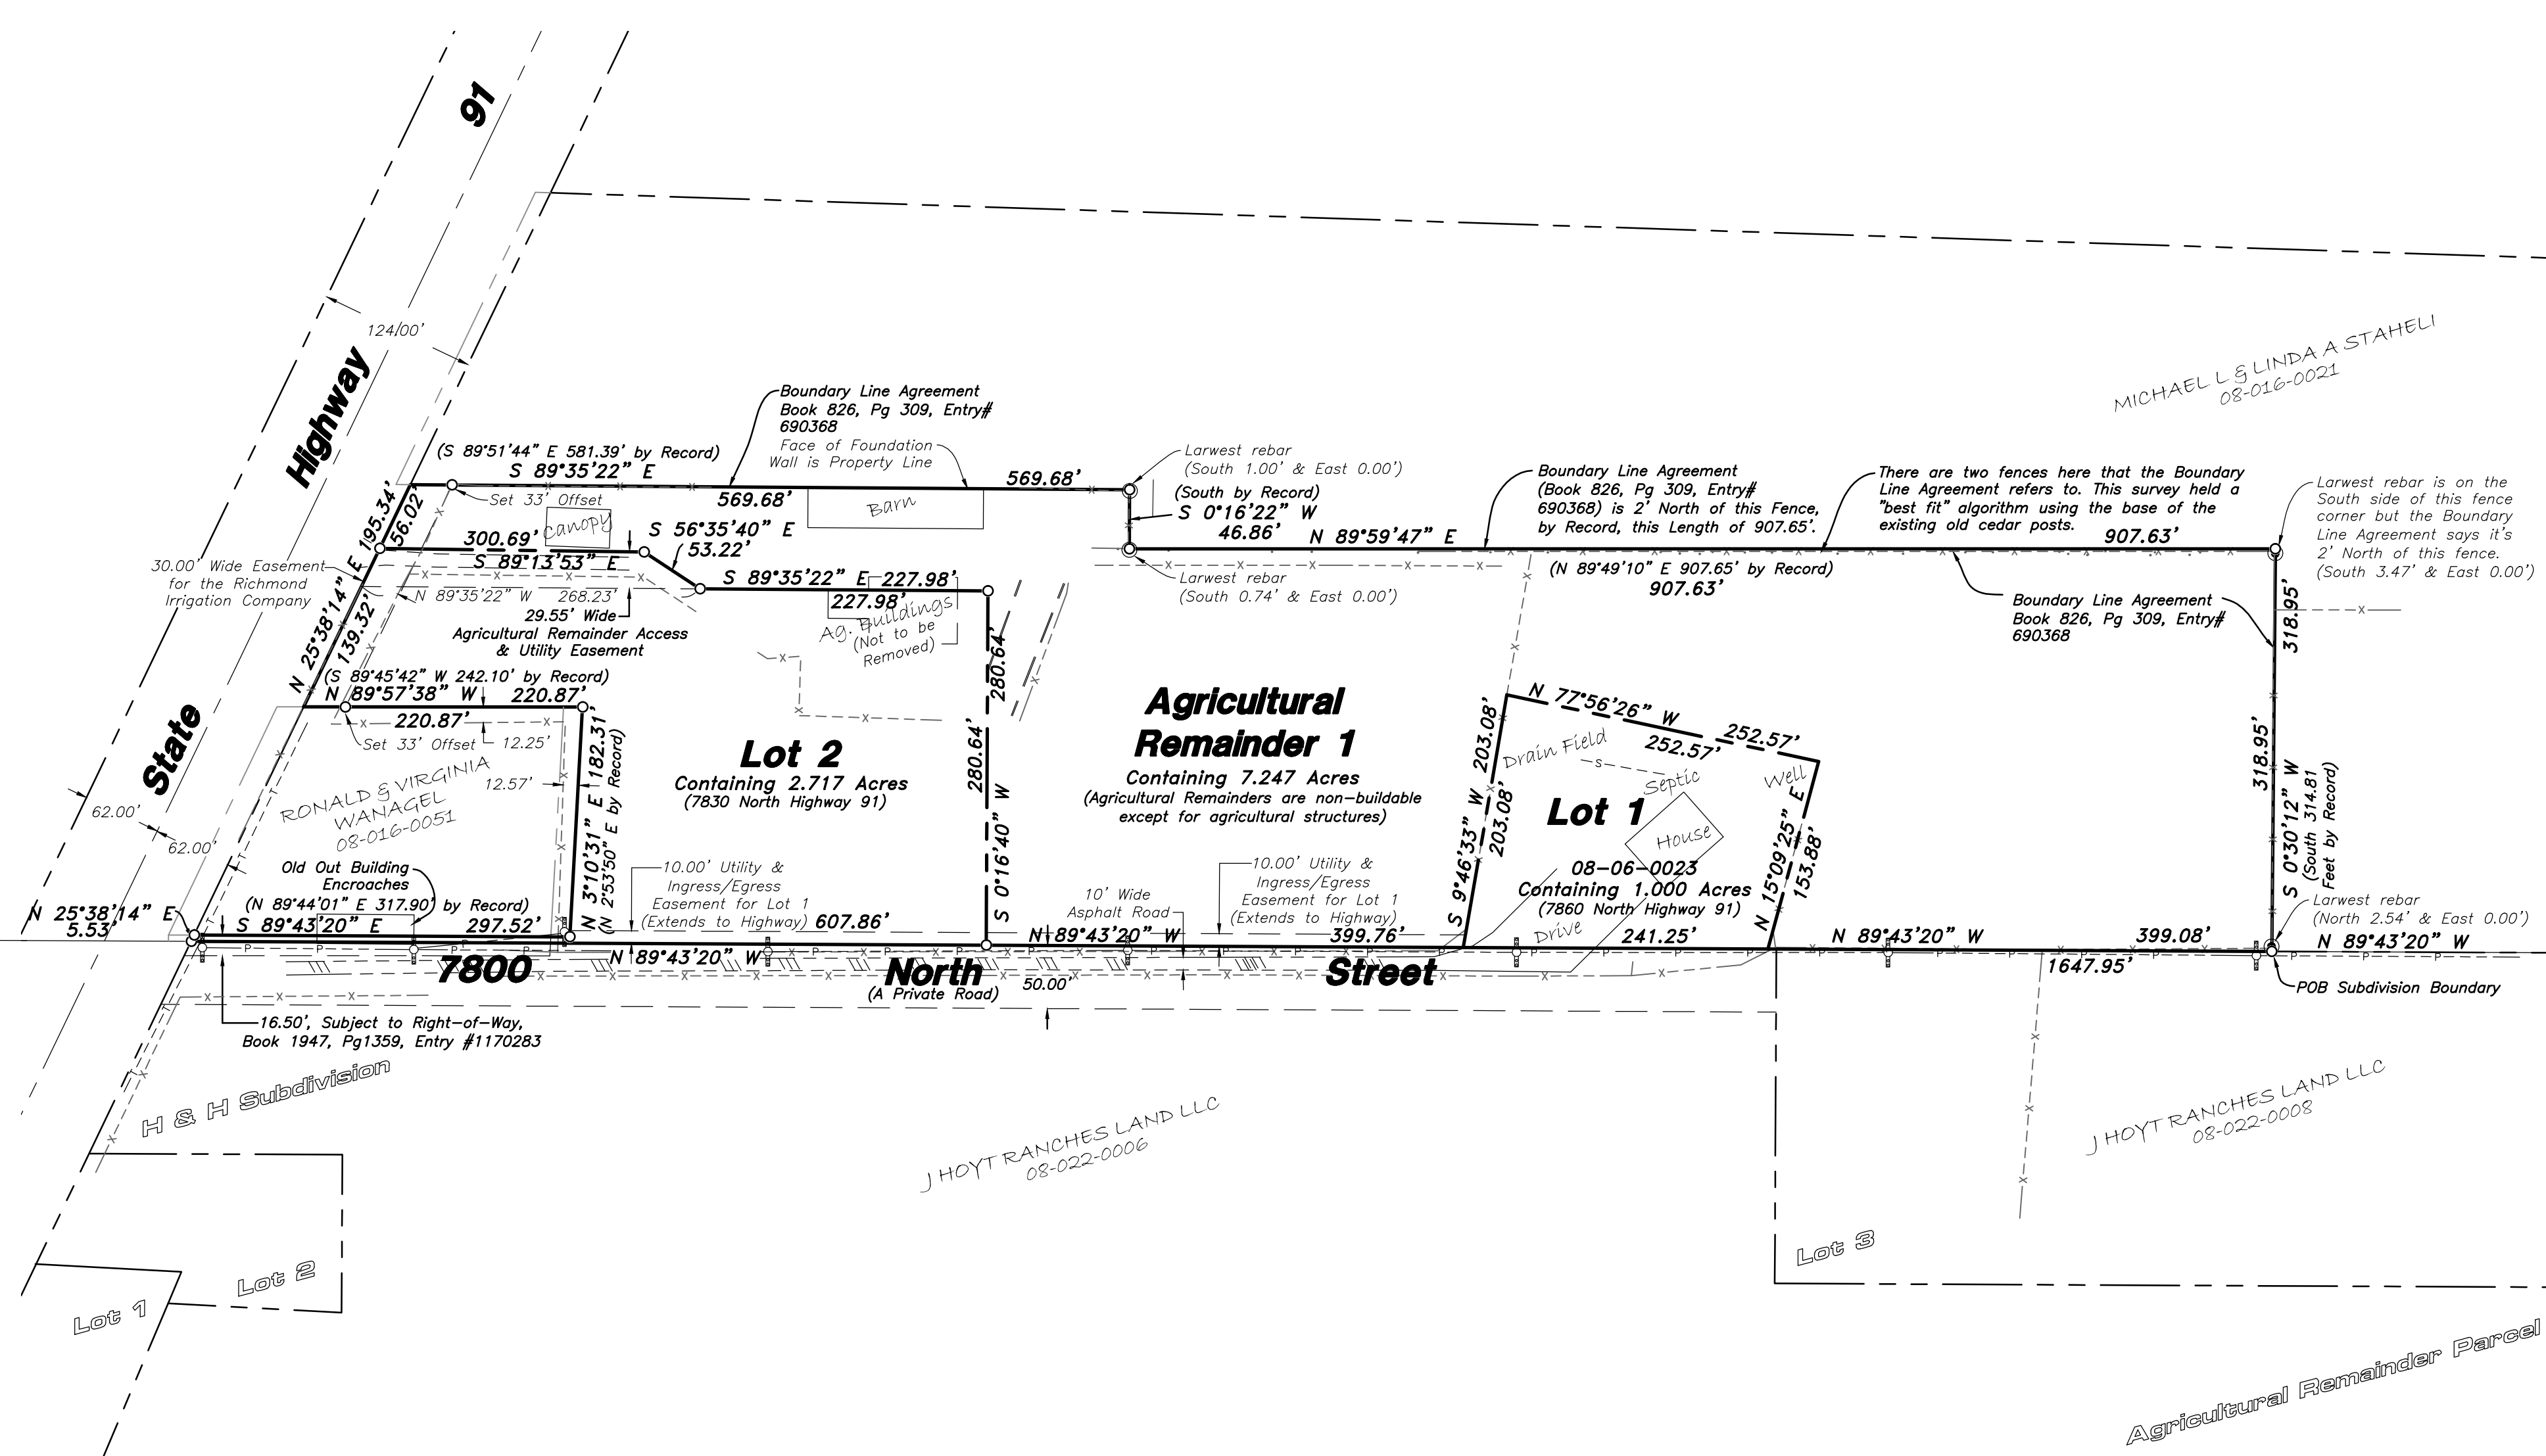 91
Highway
State
124/00'
62.00'
62.00'
MICHAEL L & LINDA A STAHELI
08-016-0021
Boundary Line Agreement
Book 826, Pg 309, Entry#
690368
Face of Foundation
Wall is Property Line
(S 89°51'44" E 581.39' by Record)
S 89°35'22" E
569.68'
569.68'
Set 33' Offset
Barn
canopy
Larwest rebar
(South 1.00' & East 0.00')
(South by Record)
S 0°16'22" W
46.86'
Larwest rebar
(South 0.74' & East 0.00')
Boundary Line Agreement
(Book 826, Pg 309, Entry#
690368) is 2' North of this Fence,
by Record, this Length of 907.65'.
There are two fences here that the Boundary
Line Agreement refers to. This survey held a
"best fit" algorithm using the base of the
existing old cedar posts.
Larwest rebar is on the
South side of this fence
corner but the Boundary
Line Agreement says it's
2' North of this fence.
(South 3.47' & East 0.00')
N 89°59'47" E
907.63'
(N 89°49'10" E 907.65' by Record)
907.63'
Boundary Line Agreement
Book 826, Pg 309, Entry#
690368
N 25°38'14" E 195.34'
56.02'
139.32'
300.69'
S 89°13'53" E
S 56°35'40" E
53.22'
30.00' Wide Easement
for the Richmond
Irrigation Company
N 89°35'22" W 268.23'
29.55' Wide
Agricultural Remainder Access
& Utility Easement
S 89°35'22" E 227.98'
227.98'
Ag. Buildings
(Not to be
Removed)
(S 89°45'42" W 242.10' by Record)
N 89°57'38" W 220.87'
220.87'
Set 33' Offset
12.25'
12.57'
RONALD & VIRGINIA
WANAGEL
08-016-0051
N 3°10'31" E 182.31'
(N 2°53'50" E by Record)
Lot 2
Containing 2.717 Acres
(7830 North Highway 91)
280.64'
280.64'
S 0°16'40" W
Agricultural
Remainder 1
Containing 7.247 Acres
(Agricultural Remainders are non-buildable
except for agricultural structures)
N 77°56'26" W 252.57'
252.57'
Drain Field
S
Septic
Well
House
Drive
Lot 1
08-06-0023
Containing 1.000 Acres
(7860 North Highway 91)
S 9°46'33" W 203.08'
203.08'
N 15°09'25" E
153.88'
318.95'
318.95'
S 0°30'12" W
(South 314.81
Feet by Record)
Larwest rebar
(North 2.54' & East 0.00')
Old Out Building
Encroaches
(N 89°44'01" E 317.90' by Record)
N 25°38'14" E
5.53'
S 89°43'20" E 297.52'
10.00' Utility &
Ingress/Egress
Easement for Lot 1
(Extends to Highway)
607.86'
N 89°43'20" W
10' Wide
Asphalt Road
10.00' Utility &
Ingress/Egress
Easement for Lot 1
(Extends to Highway)
N 89°43'20" W 399.76'
241.25'
N 89°43'20" W 399.08'
1647.95'
N 89°43'20" W
POB Subdivision Boundary
7800 North Street
(A Private Road)
50.00'
16.50', Subject to Right-of-Way,
Book 1947, Pg1359, Entry #1170283
H & H Subdivision
J HOYT RANCHES LAND LLC
08-022-0006
J HOYT RANCHES LAND LLC
08-022-0008
Lot 1
Lot 2
Lot 3
Agricultural Remainder Parcel